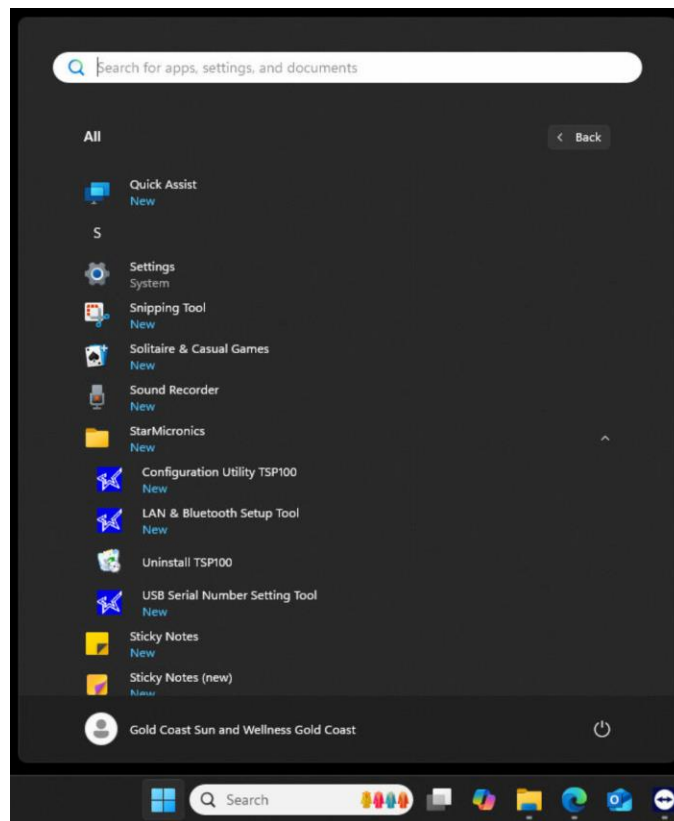 Search for apps, settings, and documents
All
Back
Quick Assist
New
S
Settings
System
Snipping Tool
New
Solitaire & Casual Games
New
Sound Recorder
New
StarMicronics
New
Configuration Utility TSP100
New
LAN & Bluetooth Setup Tool
New
Uninstall TSP100
USB Serial Number Setting Tool
New
Sticky Notes
New
Sticky Notes (new)
New
Gold Coast Sun and Wellness Gold Coast
Search